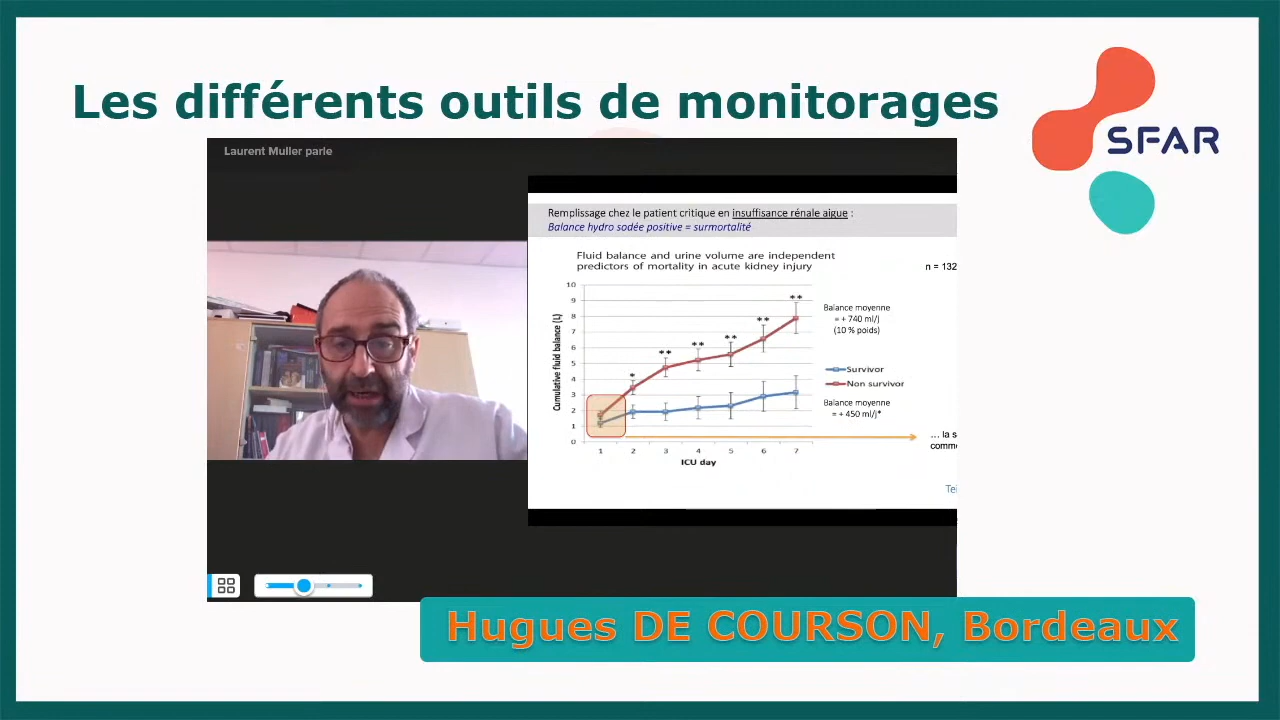 Les différents outils de monitorages
SFAR
Laurent Muller parle
Remplissage chez le patient critique en insuffisance rénale aigue :
Balance hydro sodée positive = surmortalité
Fluid balance and urine volume are independent
predictors of mortality in acute kidney injury
n = 132
10
9
8
7
6
5
4
3
2
1
0
Cumulative fluid balance (L)
*
**
**
**
**
**
1 2 3 4 5 6 7
ICU day
Balance moyenne
= + 740 ml/j
(10 % poids)
Survivor
Non survivor
Balance moyenne
= + 450 ml/j*
... la s
comme
Tel
Hugues DE COURSON, Bordeaux